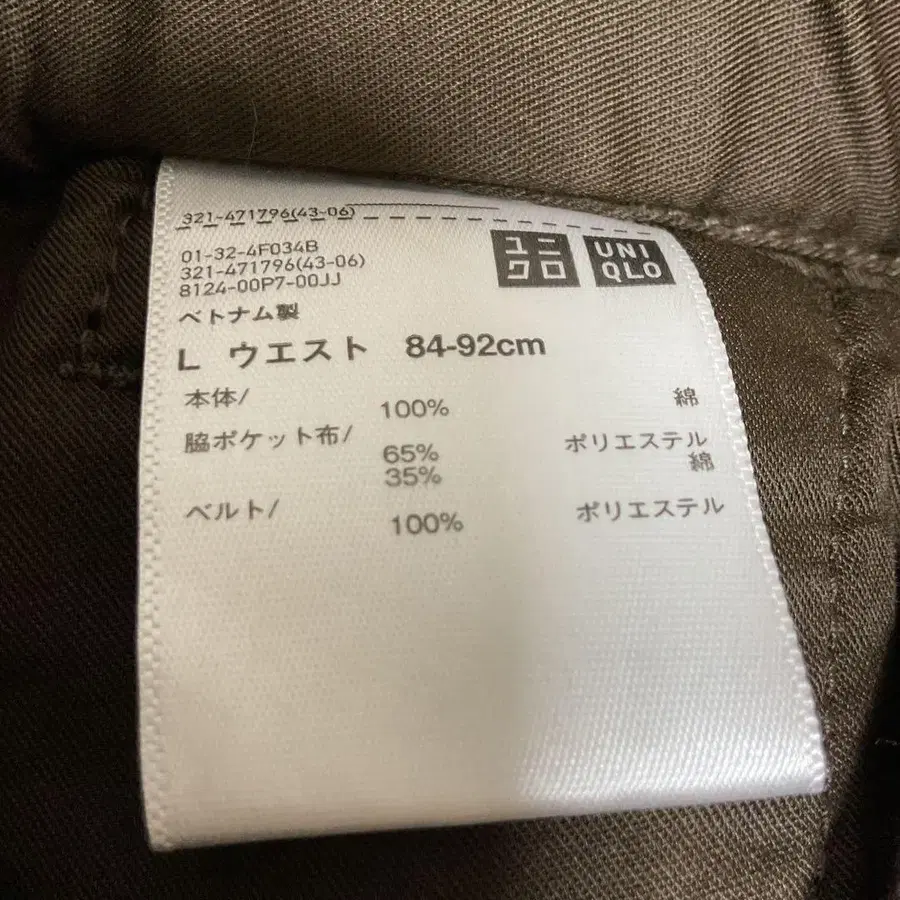 321-471796(43-06)
ユニ
クロ
UNI
QLO
01-32-4F034B
321-471796(43-06)
8124-00P7-00JJ
ベトナム製
L ウエスト 84-92cm
本体/ 100% 綿
脇ポケット布/ 65% ポリエステル
35% 綿
ベルト/ 100% ポリエステル